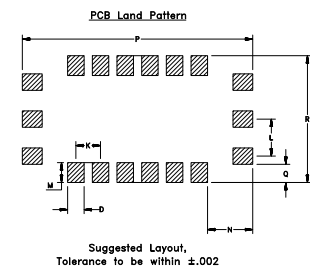 PCB Land Pattern
P
R
K
L
M
Q
D
N
Suggested Layout,
Tolerance to be within ±.002